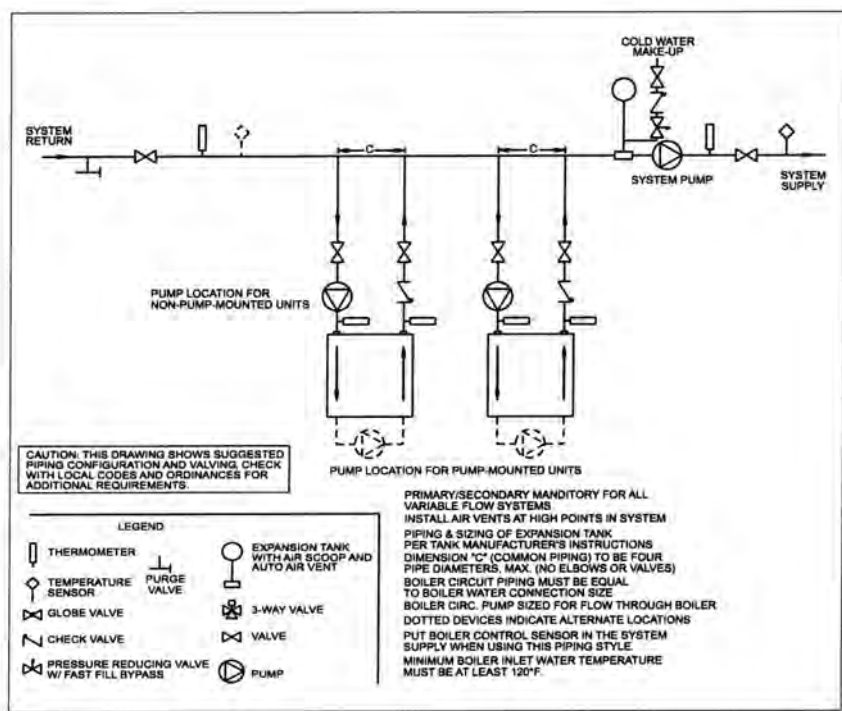 COLD WATER
MAKE-UP
SYSTEM
RETURN
C
C
SYSTEM PUMP
SYSTEM
SUPPLY
PUMP LOCATION FOR
NON-PUMP-MOUNTED UNITS
PUMP LOCATION FOR PUMP-MOUNTED UNITS
CAUTION: THIS DRAWING SHOWS SUGGESTED
PIPING CONFIGURATION AND VALVING, CHECK
WITH LOCAL CODES AND ORDINANCES FOR
ADDITIONAL REQUIREMENTS.
LEGEND
THERMOMETER
TEMPERATURE
SENSOR
PURGE
VALVE
GLOBE VALVE
CHECK VALVE
PRESSURE REDUCING VALVE
W/ FAST FILL BYPASS
EXPANSION TANK
WITH AIR SCOOP AND
AUTO AIR VENT
3-WAY VALVE
VALVE
PUMP
PRIMARY/SECONDARY MANDITORY FOR ALL
VARIABLE FLOW SYSTEMS
INSTALL AIR VENTS AT HIGH POINTS IN SYSTEM
PIPING & SIZING OF EXPANSION TANK
PER TANK MANUFACTURER'S INSTRUCTIONS
DIMENSION "C" (COMMON PIPING) TO BE FOUR
PIPE DIAMETERS, MAX. (NO ELBOWS OR VALVES)
BOILER CIRCUIT PIPING MUST BE EQUAL
TO BOILER WATER CONNECTION SIZE
BOILER CIRC. PUMP SIZED FOR FLOW THROUGH BOILER
DOTTED DEVICES INDICATE ALTERNATE LOCATIONS
PUT BOILER CONTROL SENSOR IN THE SYSTEM
SUPPLY WHEN USING THIS PIPING STYLE
MINIMUM BOILER INLET WATER TEMPERATURE
MUST BE AT LEAST 120°F.